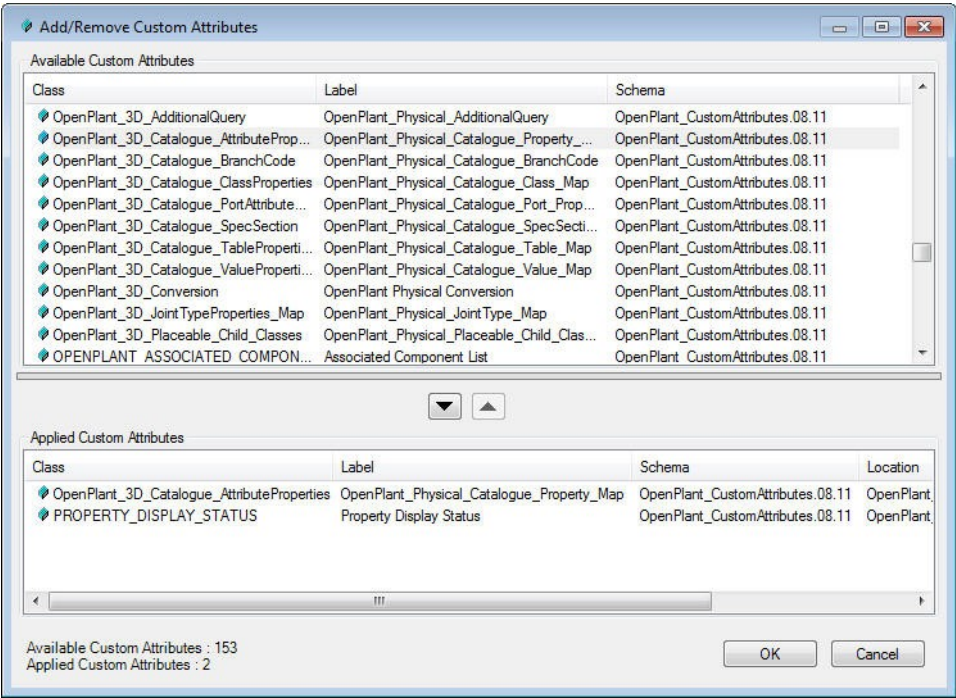 Add/Remove Custom Attributes
Available Custom Attributes
Class Label Schema
OpenPlant_3D_AdditionalQuery OpenPlant_Physical_AdditionalQuery OpenPlant_CustomAttributes.08.11
OpenPlant_3D_Catalogue_AttributeProp... OpenPlant_Physical_Catalogue_Property_... OpenPlant_CustomAttributes.08.11
OpenPlant_3D_Catalogue_BranchCode OpenPlant_Physical_Catalogue_BranchCode OpenPlant_CustomAttributes.08.11
OpenPlant_3D_Catalogue_ClassProperties OpenPlant_Physical_Catalogue_Class_Map OpenPlant_CustomAttributes.08.11
OpenPlant_3D_Catalogue_PortAttribute... OpenPlant_Physical_Catalogue_Port_Prop... OpenPlant_CustomAttributes.08.11
OpenPlant_3D_Catalogue_SpecSection OpenPlant_Physical_Catalogue_SpecSecti... OpenPlant_CustomAttributes.08.11
OpenPlant_3D_Catalogue_TableProperti... OpenPlant_Physical_Catalogue_Table_Map OpenPlant_CustomAttributes.08.11
OpenPlant_3D_Catalogue_ValueProperti... OpenPlant_Physical_Catalogue_Value_Map OpenPlant_CustomAttributes.08.11
OpenPlant_3D_Conversion OpenPlant Physical Conversion OpenPlant_CustomAttributes.08.11
OpenPlant_3D_JointTypeProperties_Map OpenPlant_Physical_JointType_Map OpenPlant_CustomAttributes.08.11
OpenPlant_3D_Placeable_Child_Classes OpenPlant_Physical_Placeable_Child_Clas... OpenPlant_CustomAttributes.08.11
OPENPLANT_ASSOCIATED_COMPON... Associated Component List OpenPlant_CustomAttributes.08.11
Applied Custom Attributes
Class Label Schema Location
OpenPlant_3D_Catalogue_AttributeProperties OpenPlant_Physical_Catalogue_Property_Map OpenPlant_CustomAttributes.08.11 OpenPlant_
PROPERTY_DISPLAY_STATUS Property Display Status OpenPlant_CustomAttributes.08.11 OpenPlant_
Available Custom Attributes : 153
Applied Custom Attributes : 2
OK Cancel